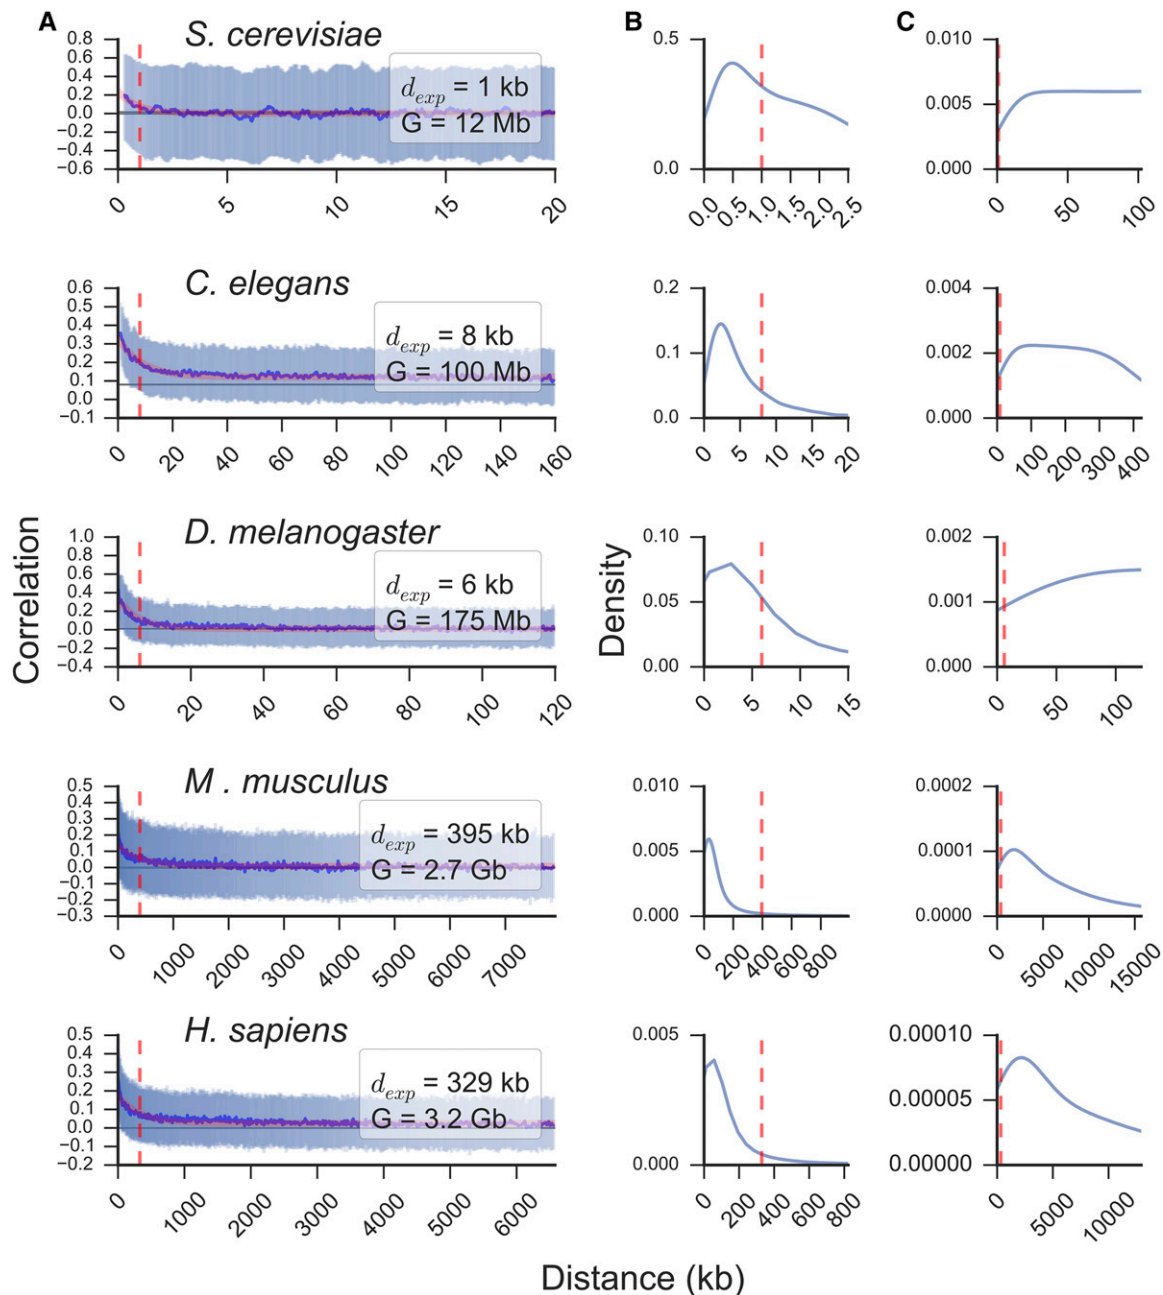 A
S. cerevisiae
0.8
0.6
0.4
0.2
0.0
−0.2
−0.4
−0.6
d_exp = 1 kb
G = 12 Mb
0 5 10 15 20
B
0.5
0.0
0.0 0.5 1.0 1.5 2.0 2.5
C
0.010
0.005
0.000
0 50 100
C. elegans
0.6
0.5
0.4
0.3
0.2
0.1
0.0
−0.1
d_exp = 8 kb
G = 100 Mb
0 20 40 60 80 100 120 140 160
0.2
0.1
0.0
0 5 10 15 20
0.004
0.002
0.000
0 100 200 300 400
Correlation
D. melanogaster
1.0
0.8
0.6
0.4
0.2
0.0
−0.2
−0.4
d_exp = 6 kb
G = 175 Mb
0 20 40 60 80 100 120
Density
0.10
0.05
0.00
0 5 10 15
0.002
0.001
0.000
0 50 100
M . musculus
0.5
0.4
0.3
0.2
0.1
0.0
−0.1
−0.2
−0.3
d_exp = 395 kb
G = 2.7 Gb
0 1000 2000 3000 4000 5000 6000 7000
0.010
0.005
0.000
0 200 400 600 800
0.0002
0.0001
0.0000
0 5000 10000 15000
H. sapiens
0.5
0.4
0.3
0.2
0.1
0.0
−0.1
−0.2
d_exp = 329 kb
G = 3.2 Gb
0 1000 2000 3000 4000 5000 6000
0.005
0.000
0 200 400 600 800
0.00010
0.00005
0.00000
0 5000 10000
Distance (kb)